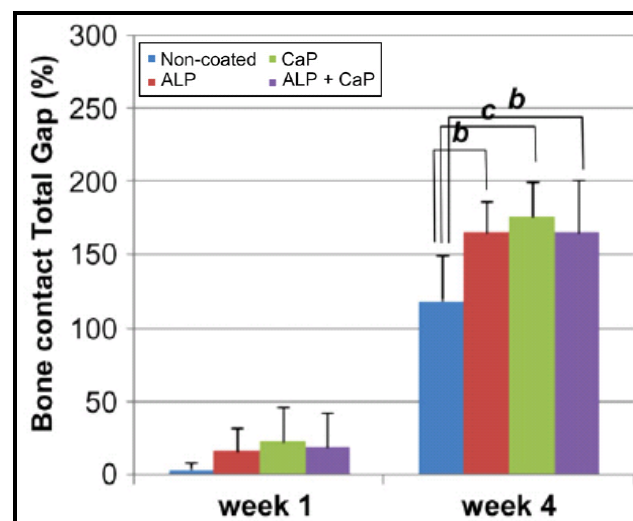 Bone contact Total Gap (%)
300
250
200
150
100
50
0
Non-coated CaP
ALP ALP + CaP
b
c
b
week 1 week 4